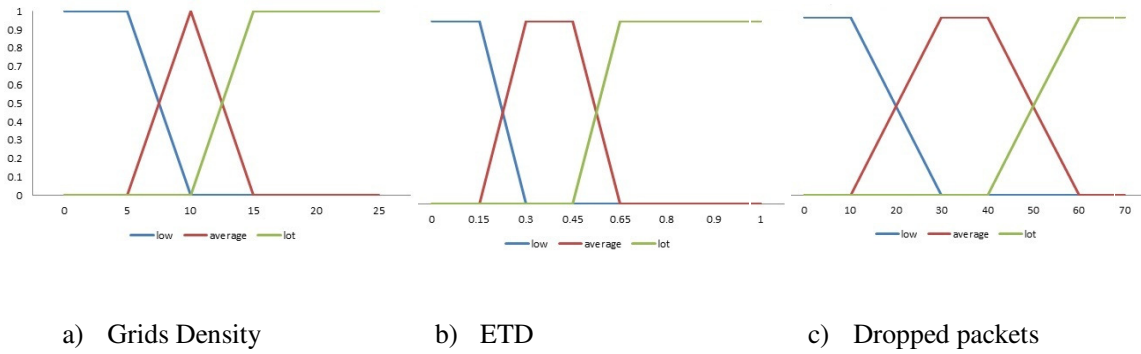 1
0.9
0.8
0.7
0.6
0.5
0.4
0.3
0.2
0.1
0
0 5 10 15 20 25
low average lot
0 0.15 0.3 0.45 0.65 0.8 0.9 1
low average lot
0 10 20 30 40 50 60 70
low average lot
a) Grids Density b) ETD c) Dropped packets